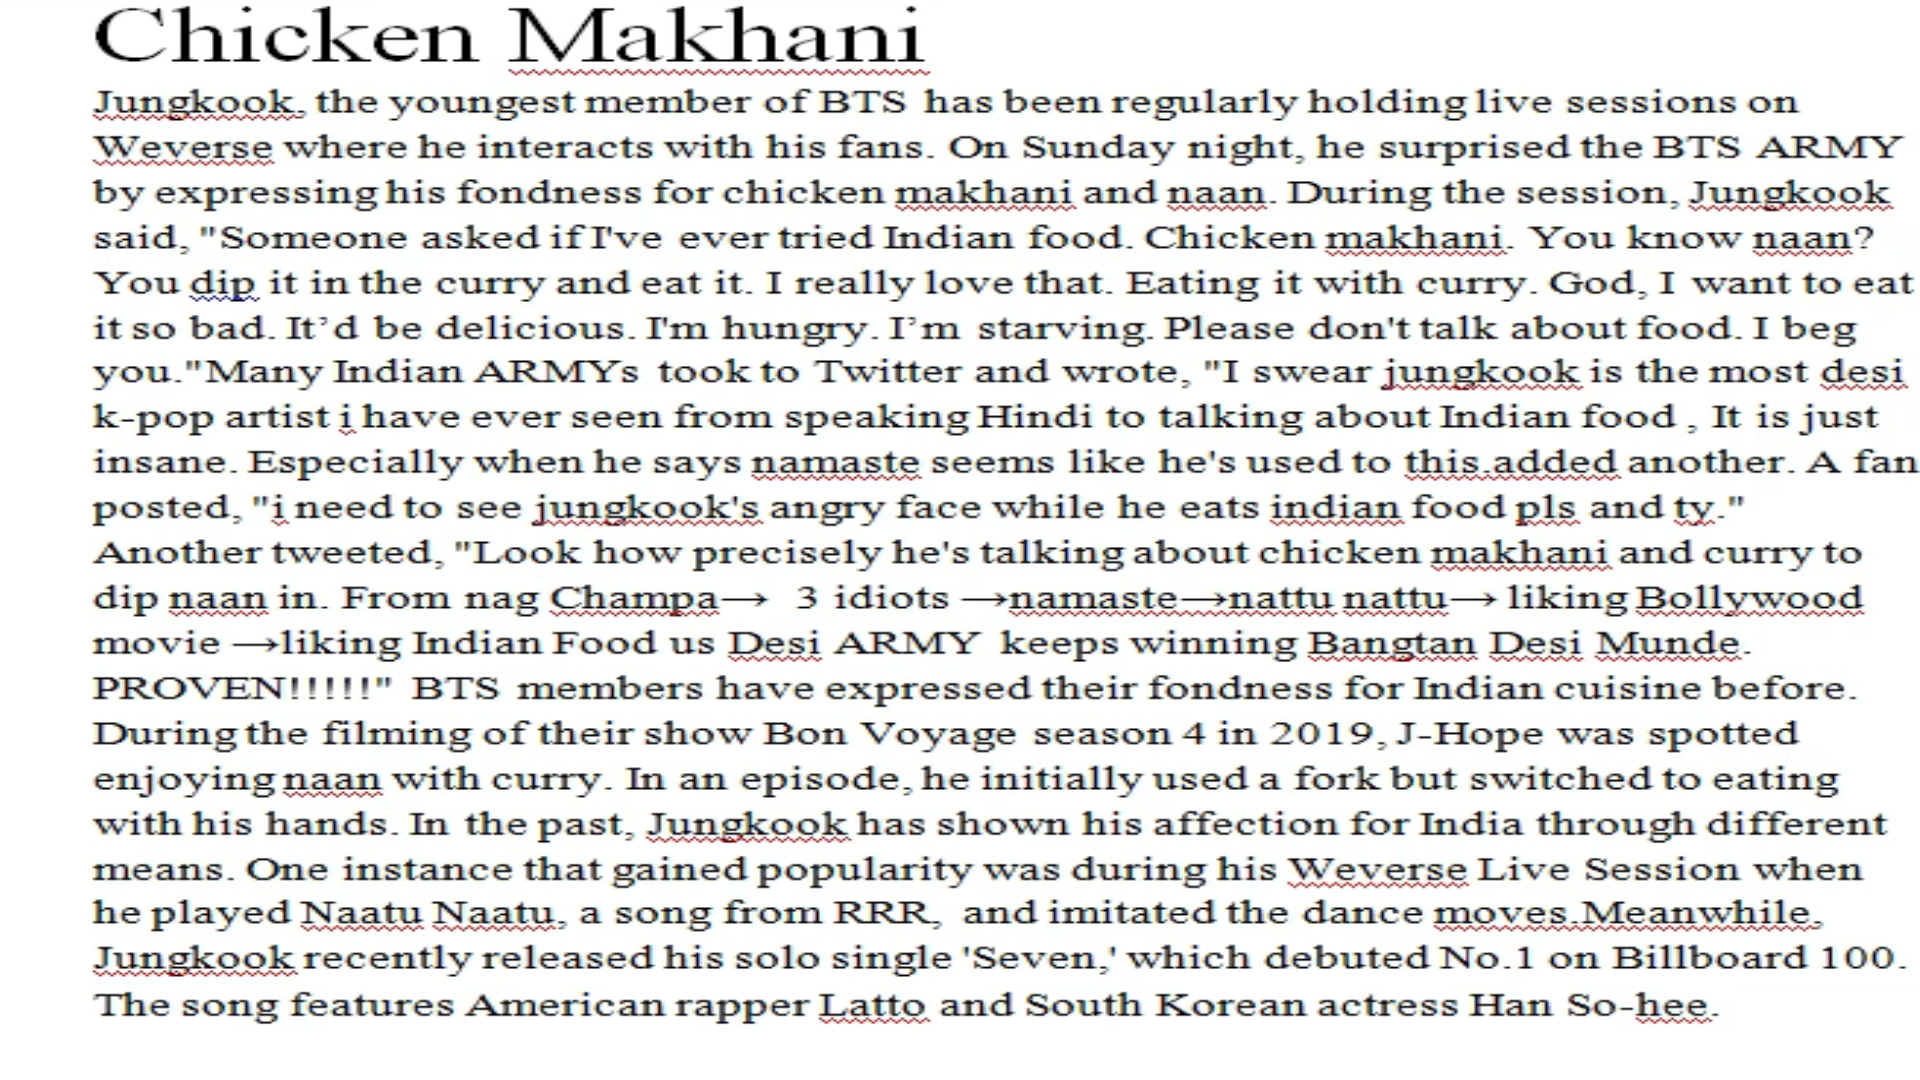 Chicken Makhani
Jungkook, the youngest member of BTS has been regularly holding live sessions on
Weverse where he interacts with his fans. On Sunday night, he surprised the BTS ARMY
by expressing his fondness for chicken makhani and naan. During the session, Jungkook
said, "Someone asked if I've ever tried Indian food. Chicken makhani. You know naan?
You dip it in the curry and eat it. I really love that. Eating it with curry. God, I want to eat
it so bad. It’d be delicious. I'm hungry. I’m starving. Please don't talk about food. I beg
you."Many Indian ARMYs took to Twitter and wrote, "I swear jungkook is the most desi
k-pop artist i have ever seen from speaking Hindi to talking about Indian food , It is just
insane. Especially when he says namaste seems like he's used to this.added another. A fan
posted, "i need to see jungkook's angry face while he eats indian food pls and ty."
Another tweeted, "Look how precisely he's talking about chicken makhani and curry to
dip naan in. From nag Champa→ 3 idiots →namaste→nattu nattu→ liking Bollywood
movie →liking Indian Food us Desi ARMY keeps winning Bangtan Desi Munde.
PROVEN!!!!!" BTS members have expressed their fondness for Indian cuisine before.
During the filming of their show Bon Voyage season 4 in 2019, J-Hope was spotted
enjoying naan with curry. In an episode, he initially used a fork but switched to eating
with his hands. In the past, Jungkook has shown his affection for India through different
means. One instance that gained popularity was during his Weverse Live Session when
he played Naatu Naatu, a song from RRR, and imitated the dance moves.Meanwhile,
Jungkook recently released his solo single 'Seven,' which debuted No.1 on Billboard 100.
The song features American rapper Latto and South Korean actress Han So-hee.